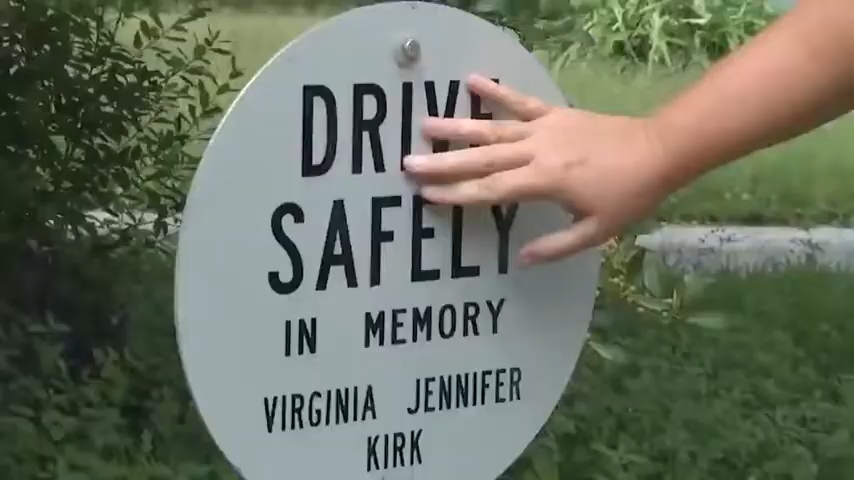 DRIVE
SAFELY
IN MEMORY
VIRGINIA JENNIFER
KIRK